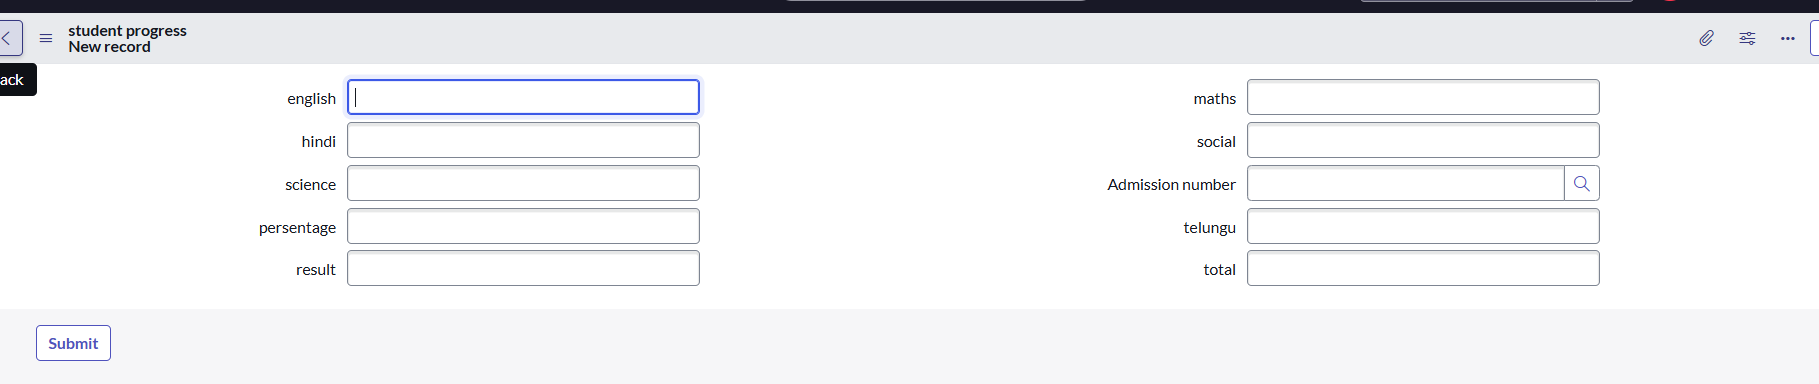 student progress
New record
ack
english
maths
hindi
social
science
Admission number
persentage
telungu
result
total
Submit